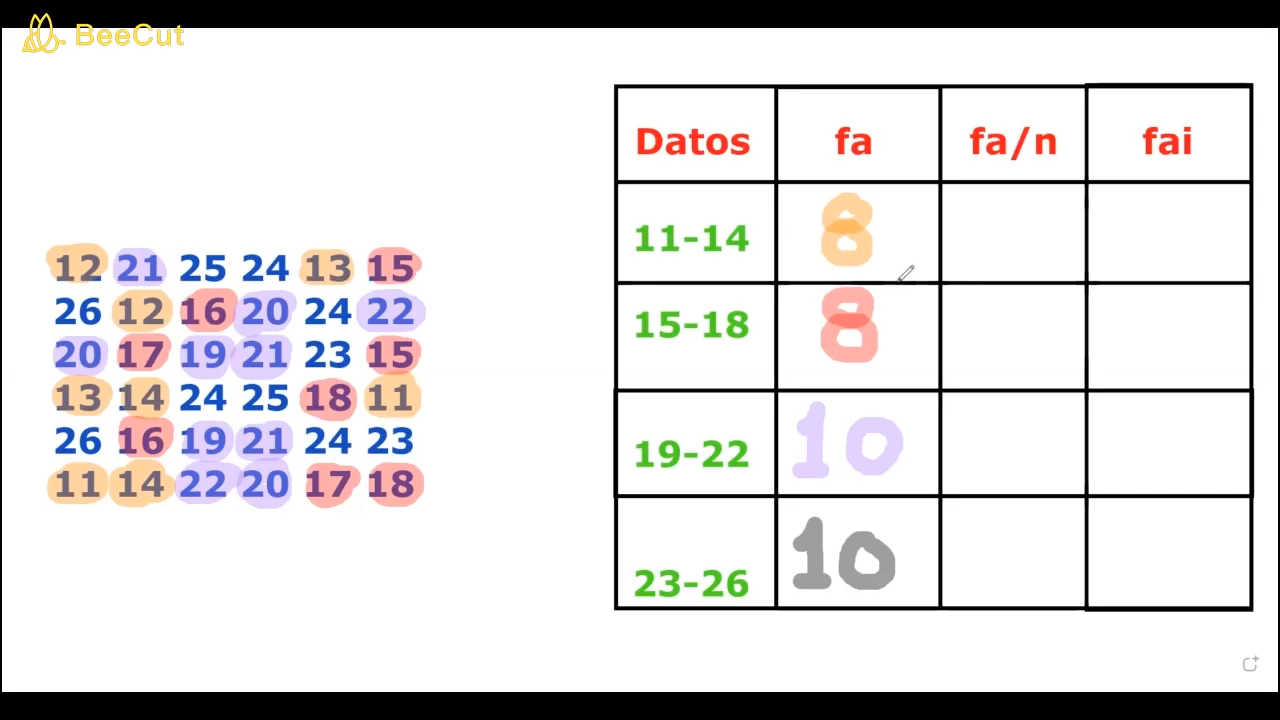 BeeCut
12 21 25 24 13 15
26 12 16 20 24 22
20 17 19 21 23 15
13 14 24 25 18 11
26 16 19 21 24 23
11 14 22 20 17 18
Datos fa fa/n fai
11-14 8
15-18 8
19-22 10
23-26 10